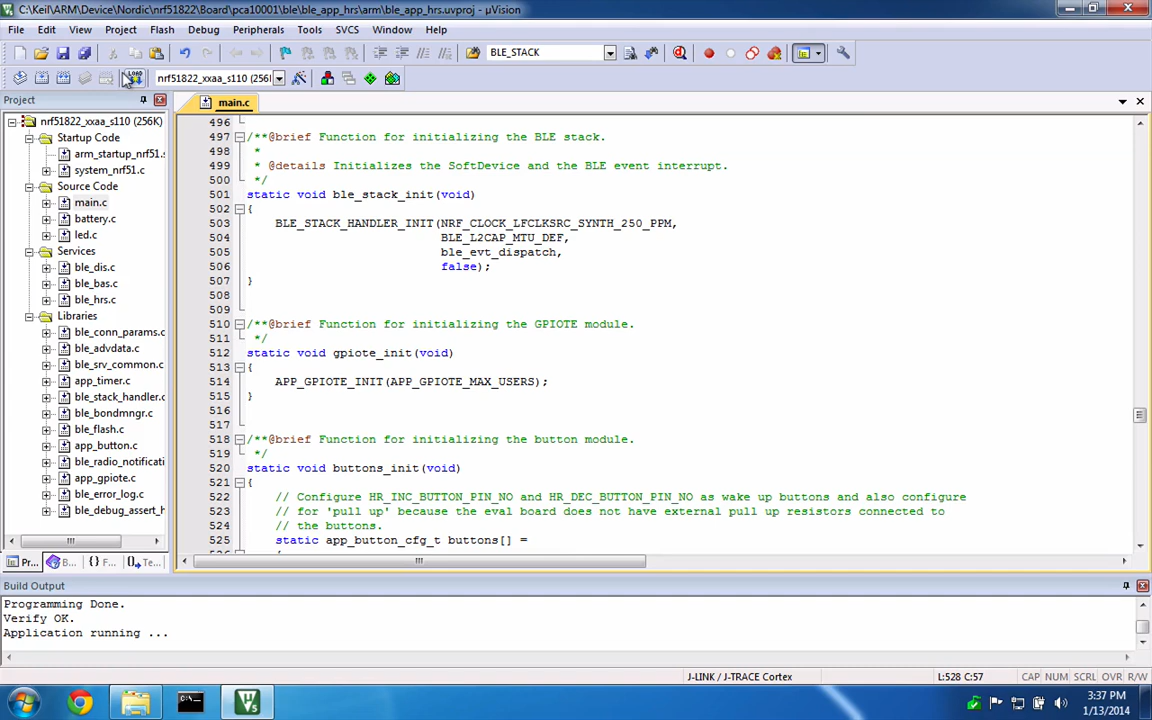 C:\Keil\ARM\Device\Nordic\nrf51822\Board\pca10001\ble\ble_app_hrs\arm\ble_app_hrs.uvproj - µVision
File Edit View Project Flash Debug Peripherals Tools SVCS Window Help
BLE_STACK
LOAD nrf51822_xxaa_s110 (256l
Project
main.c
nrf51822_xxaa_s110 (256K)
Startup Code
arm_startup_nrf51.s
system_nrf51.c
Source Code
main.c
battery.c
led.c
Services
ble_dis.c
ble_bas.c
ble_hrs.c
Libraries
ble_conn_params.c
ble_advdata.c
ble_srv_common.c
app_timer.c
ble_stack_handler.c
ble_bondmngr.c
ble_flash.c
app_button.c
ble_radio_notificati
app_gpiote.c
ble_error_log.c
ble_debug_assert_h
Pr... B... { } F... Te...
496
497 /**@brief Function for initializing the BLE stack.
498 *
499 * @details Initializes the SoftDevice and the BLE event interrupt.
500 */
501 static void ble_stack_init(void)
502 {
503 BLE_STACK_HANDLER_INIT(NRF_CLOCK_LFCLKSRC_SYNTH_250_PPM,
504 BLE_L2CAP_MTU_DEF,
505 ble_evt_dispatch,
506 false);
507 }
508
509
510 /**@brief Function for initializing the GPIOTE module.
511 */
512 static void gpiote_init(void)
513 {
514 APP_GPIOTE_INIT(APP_GPIOTE_MAX_USERS);
515 }
516
517
518 /**@brief Function for initializing the button module.
519 */
520 static void buttons_init(void)
521 {
522 // Configure HR_INC_BUTTON_PIN_NO and HR_DEC_BUTTON_PIN_NO as wake up buttons and also configure
523 // for 'pull up' because the eval board does not have external pull up resistors connected to
524 // the buttons.
525 static app_button_cfg_t buttons[] =
Build Output
Programming Done.
Verify OK.
Application running ...
J-LINK / J-TRACE Cortex L:528 C:57 CAP NUM SCRL OVR R/W
3:37 PM
1/13/2014